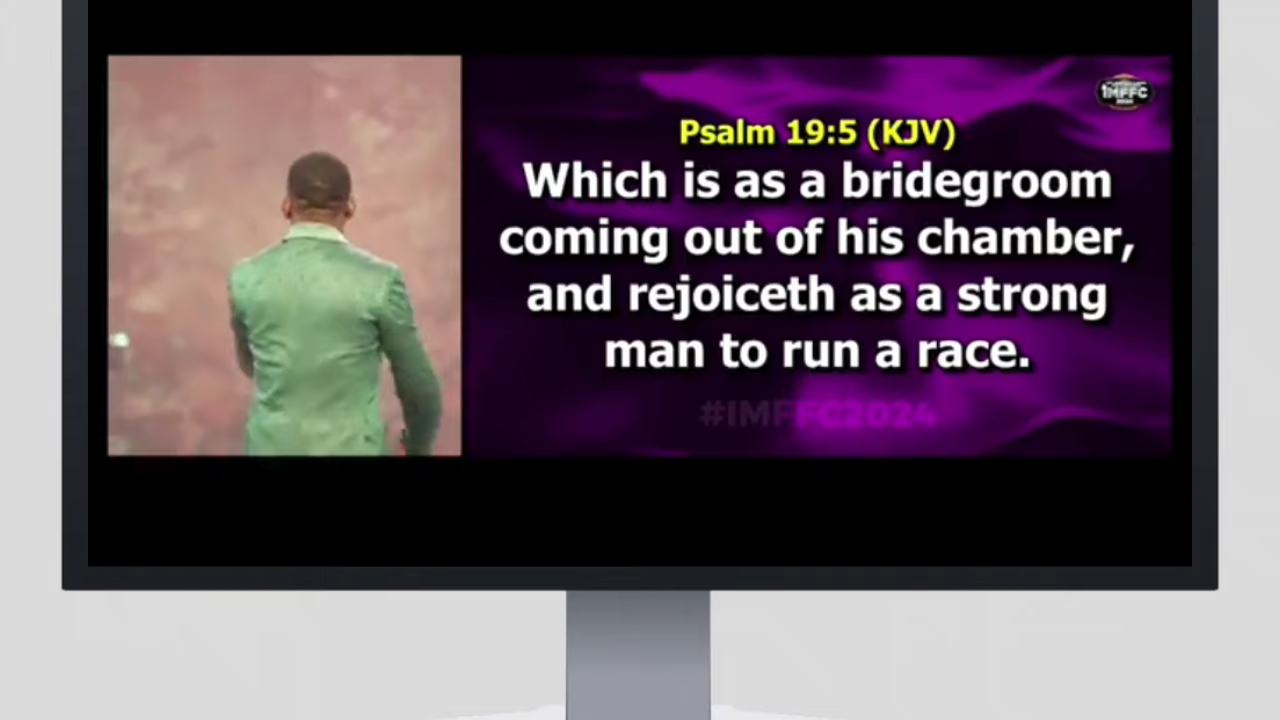 1MFFC
Psalm 19:5 (KJV)
Which is as a bridegroom
coming out of his chamber,
and rejoiceth as a strong
man to run a race.
#IMFFC2024